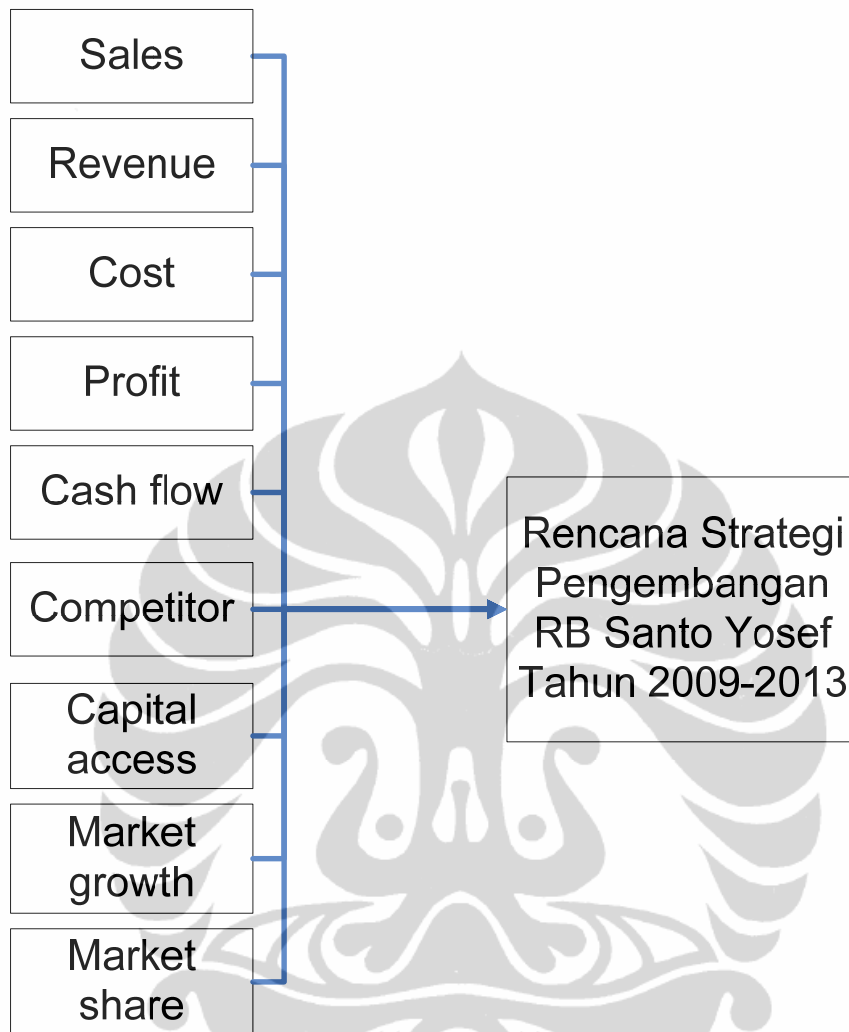 Sales
Revenue
Cost
Profit
Cash flow
Competitor
Capital
access
Market
growth
Market
share
Rencana Strategi
Pengembangan
RB Santo Yosef
Tahun 2009-2013